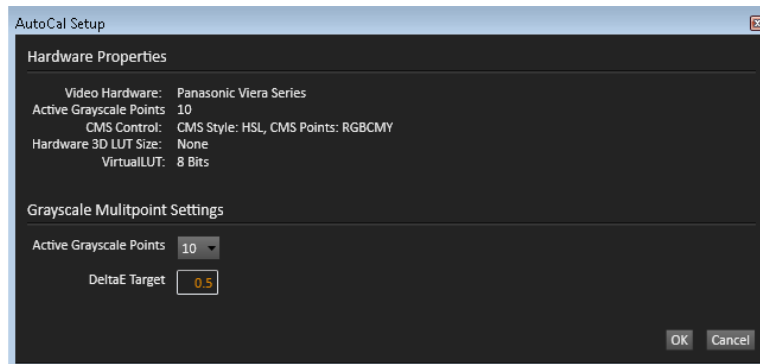 AutoCal Setup
Hardware Properties
Video Hardware: Panasonic Viera Series
Active Grayscale Points 10
CMS Control: CMS Style: HSL, CMS Points: RGBCMY
Hardware 3D LUT Size: None
VirtualLUT: 8 Bits
Grayscale Mulitpoint Settings
Active Grayscale Points 10
DeltaE Target 0.5
OK Cancel